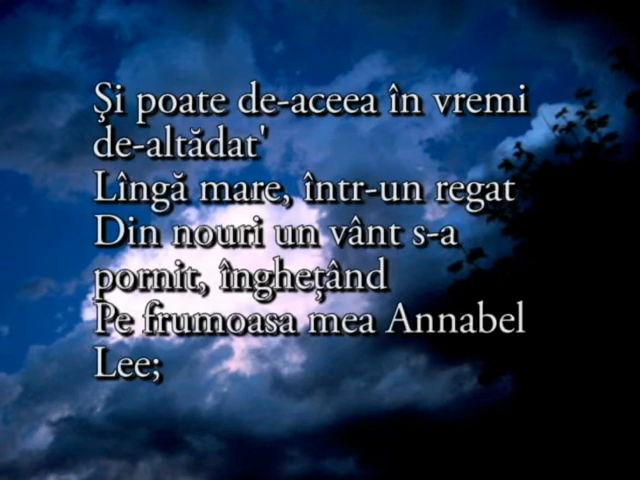 Şi poate de-aceea în vremi
de-altădat'
Lîngă mare, într-un regat
Din nouri un vânt s-a
pornit, îngheţând
Pe frumoasa mea Annabel
Lee;